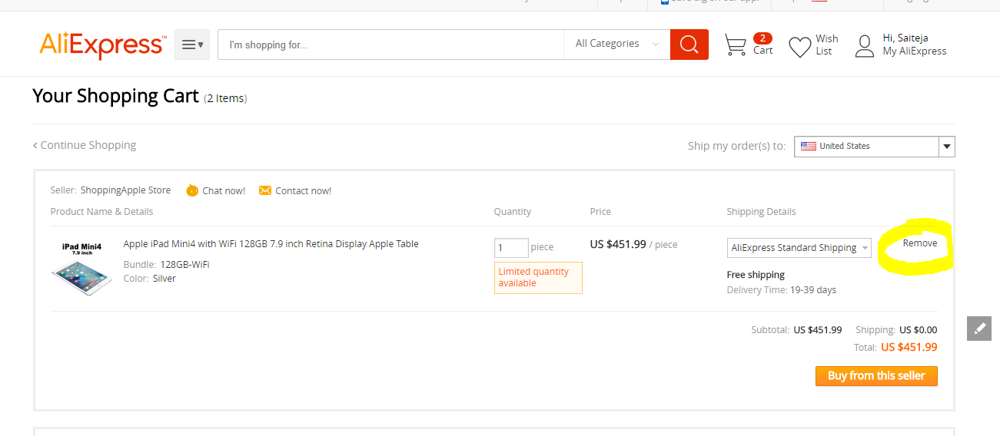 AliExpress™
I'm shopping for...
All Categories
2
Cart
Wish
List
Hi, Saiteja
My AliExpress
Your Shopping Cart (2 Items)
< Continue Shopping
Ship my order(s) to:
United States
Seller: ShoppingApple Store
Chat now!
Contact now!
Product Name & Details
Quantity
Price
Shipping Details
iPad Mini4
7.9 inch
Apple iPad Mini4 with WiFi 128GB 7.9 inch Retina Display Apple Table
Bundle: 128GB-WiFi
Color: Silver
1
piece
Limited quantity
available
US $451.99 / piece
AliExpress Standard Shipping
Free shipping
Delivery Time: 19-39 days
Remove
Subtotal: US $451.99 Shipping: US $0.00
Total: US $451.99
Buy from this seller